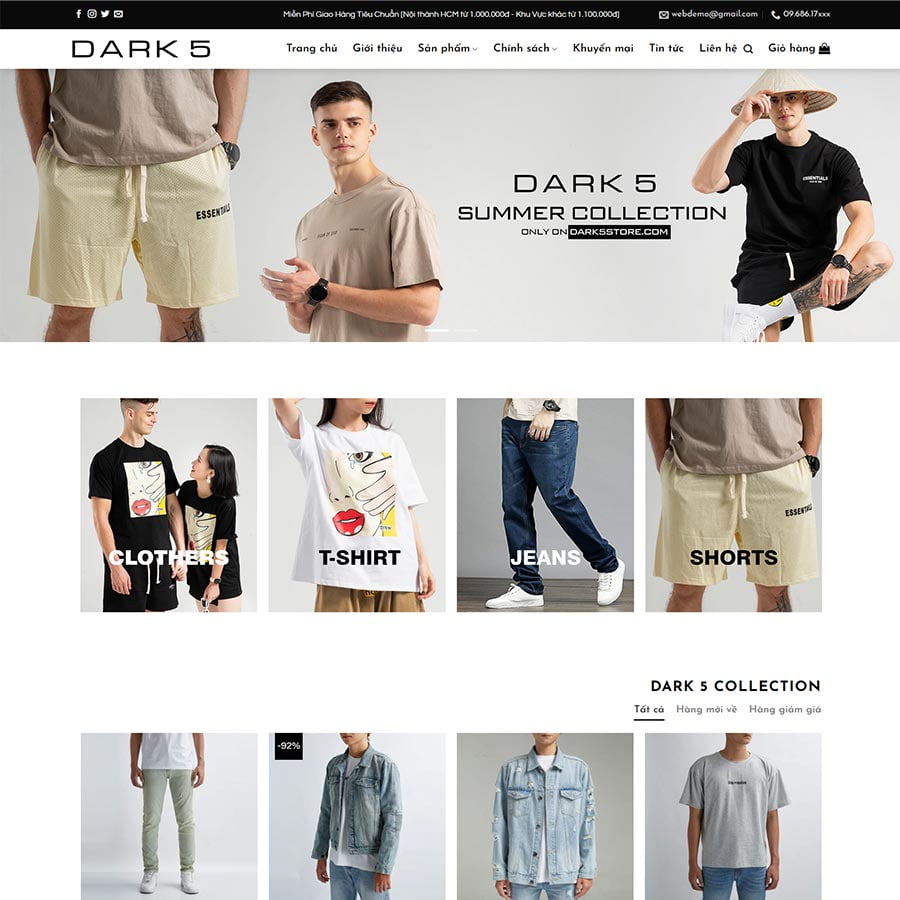 Miễn Phí Giao Hàng Tiêu Chuẩn (Nội thành HCM từ 1.000.000đ - Khu Vực khác từ 1.100.000đ)
webdemo@gmail.com
09.686.17xxx
DARK 5
Trang chủ Giới thiệu Sản phẩm Chính sách Khuyến mại Tin tức Liên hệ Giỏ hàng
ESSENTIALS
DARK 5
SUMMER COLLECTION
ONLY ON DARK5STORE.COM
ESSENTIALS
CLOTHERS
T-SHIRT
JEANS
ESSENTIALS
SHORTS
DARK 5 COLLECTION
Tất cả Hàng mới về Hàng giảm giá
-92%